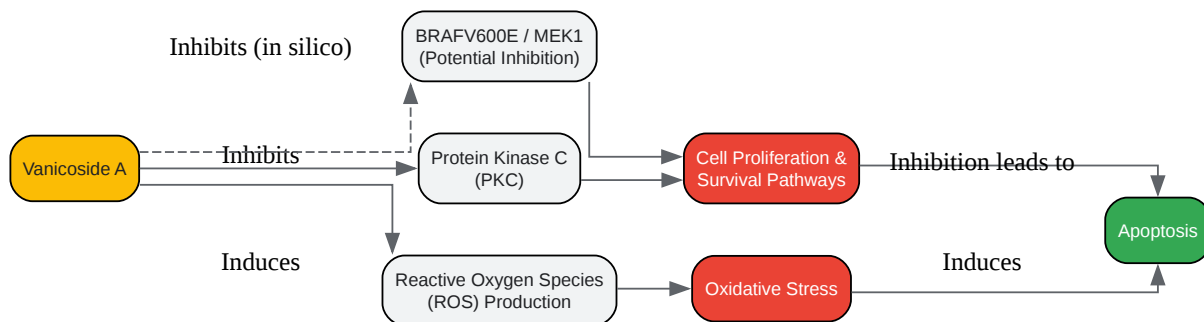 BRAFV600E / MEK1
(Potential Inhibition)
Inhibits (in silico)
Vanicoside A
Inhibits
Protein Kinase C
(PKC)
Cell Proliferation &
Survival Pathways
Inhibition leads to
Apoptosis
Induces
Reactive Oxygen Species
(ROS) Production
Oxidative Stress
Induces